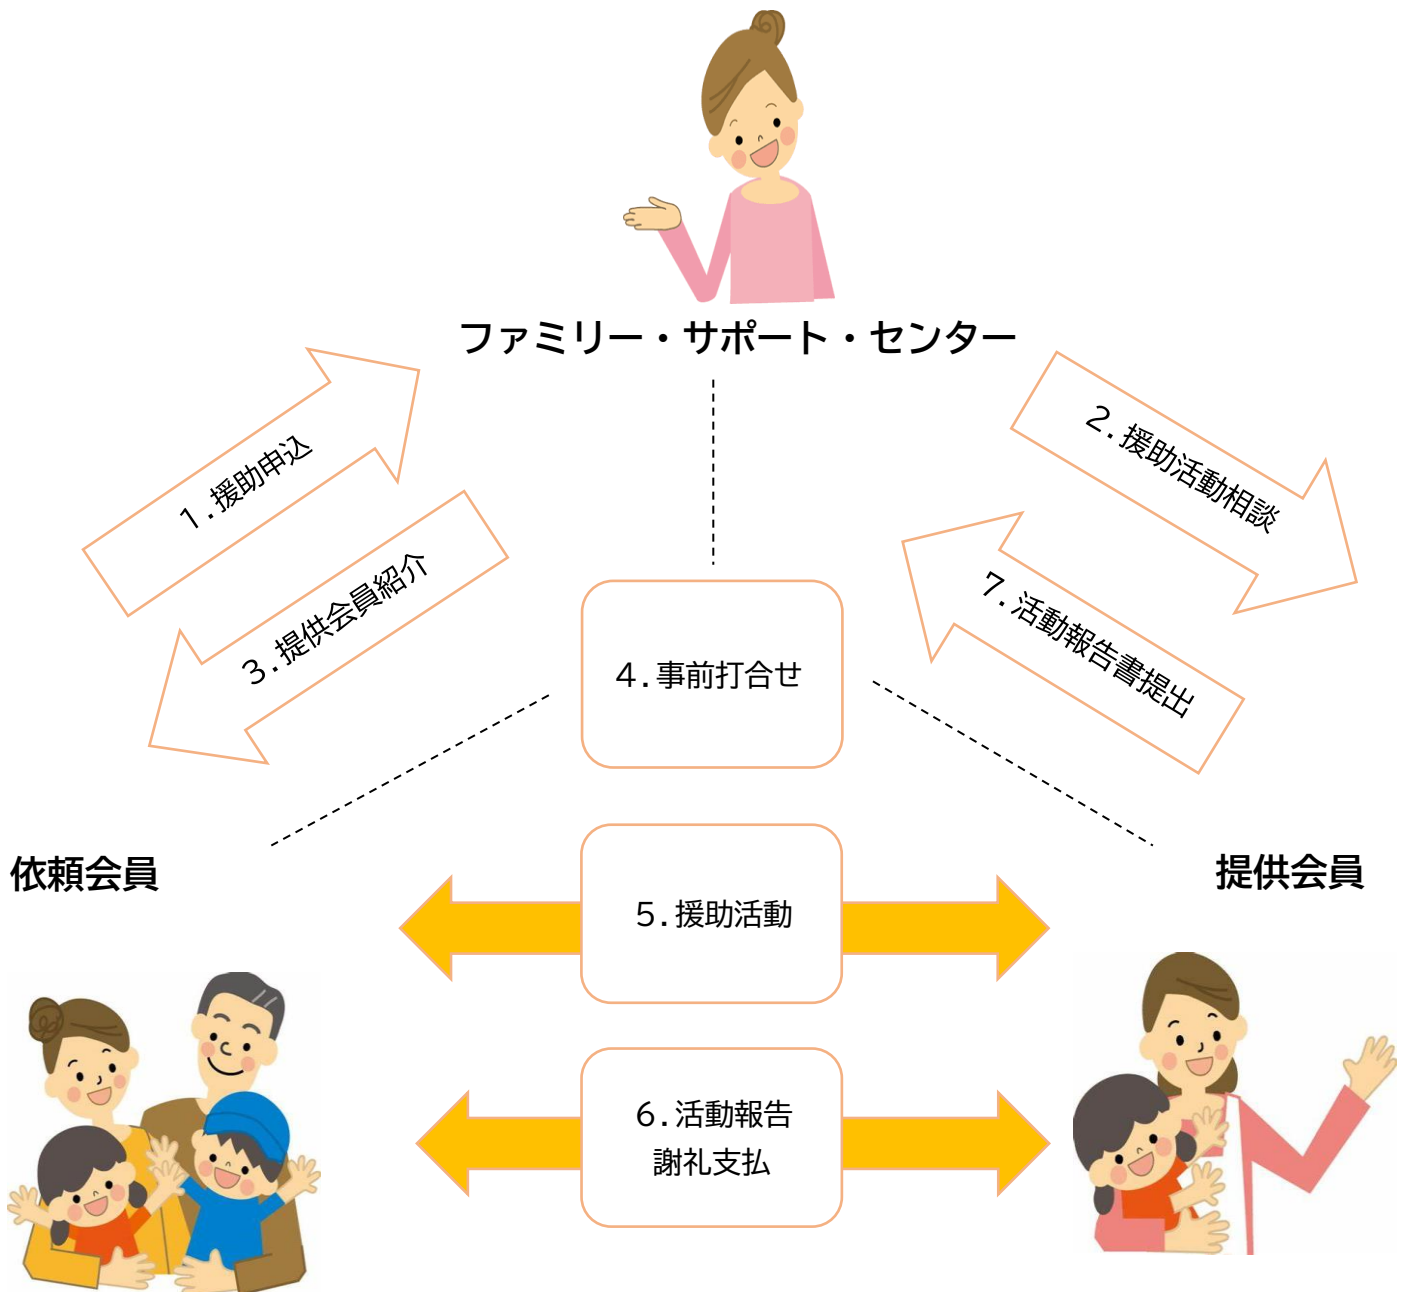 ファミリー・サポート・センター
１.援助申込
２.援助活動相談
３.提供会員紹介
７.活動報告書提出
４.事前打合せ
依頼会員
提供会員
５.援助活動
６.活動報告
謝礼支払